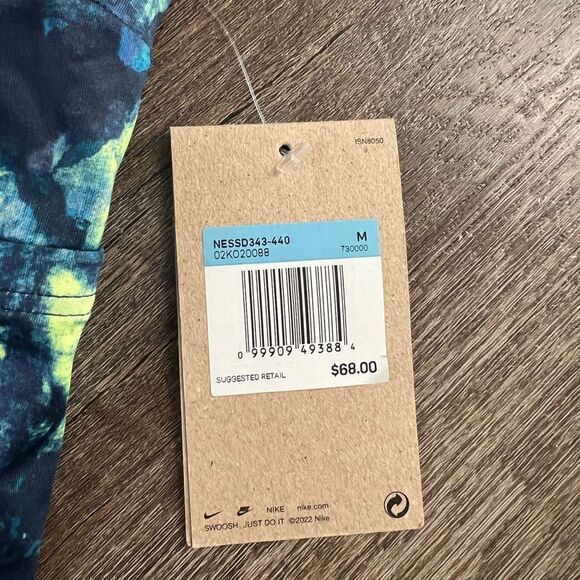 ISN8050
NESSD343-440 M
02K020088 730000
0 99909 49388 4
SUGGESTED RETAIL $68.00
NIKE nike.com
SWOOSH JUST DO IT ©2022 Nike